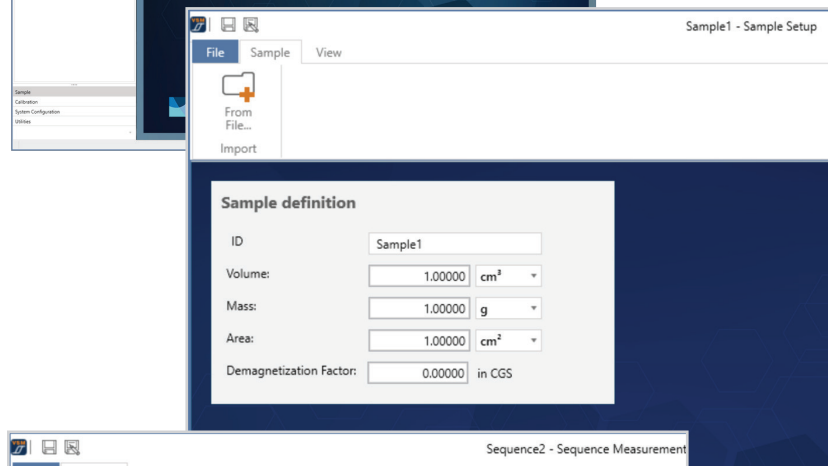 Sample1 - Sample Setup
File Sample View
From
File...
Import
Sample
Calibration
System Configuration
Utilities
Sample definition
ID Sample1
Volume: 1.00000 cm³
Mass: 1.00000 g
Area: 1.00000 cm²
Demagnetization Factor: 0.00000 in CGS
Sequence2 - Sequence Measurement